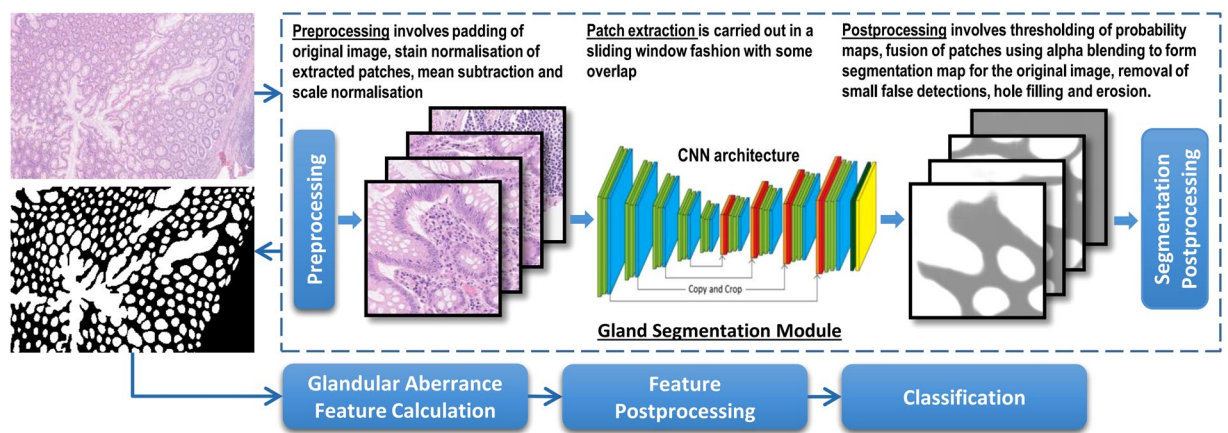 Preprocessing involves padding of
original image, stain normalisation of
extracted patches, mean subtraction and
scale normalisation
Patch extraction is carried out in a
sliding window fashion with some
overlap
Postprocessing involves thresholding of probability
maps, fusion of patches using alpha blending to form
segmentation map for the original image, removal of
small false detections, hole filling and erosion.
Preprocessing
CNN architecture
Copy and Crop
Segmentation
Postprocessing
Gland Segmentation Module
Glandular Aberrance
Feature Calculation
Feature
Postprocessing
Classification